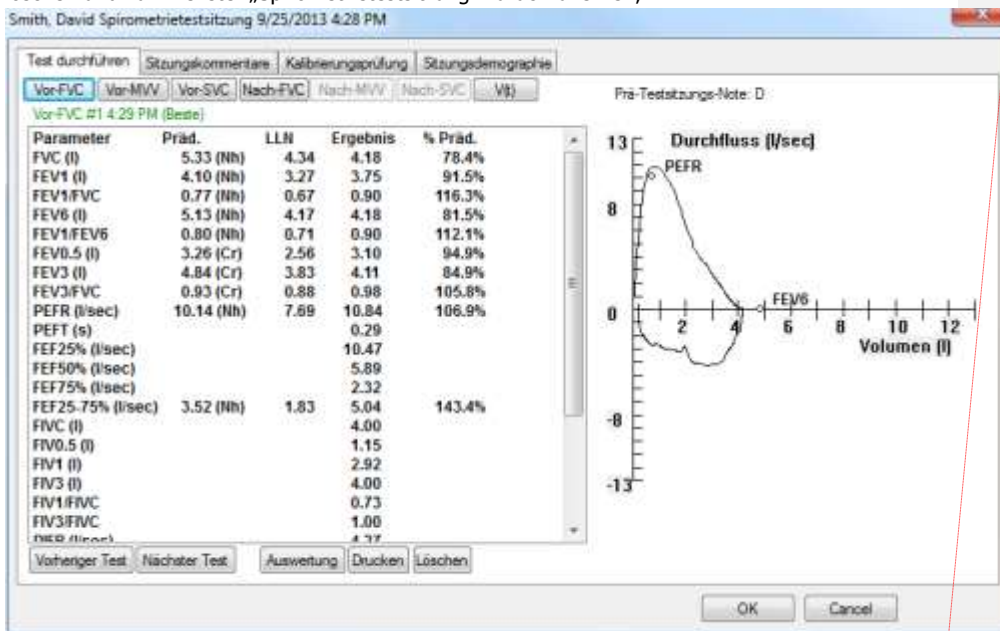 Smith, David Spirometrietestsitzung 9/25/2013 4:28 PM
Test durchführen Sitzungskommentare Kalibrierungsprüfung Sitzungsdemographie
Vor-FVC Vor-MVV Vor-SVC Nach-FVC Nach-MVV Nach-SVC V(t)
Prä-Testsitzungs-Note: D
Vor-FVC #1 4:29 PM (Beste)
Parameter Präd. LLN Ergebnis % Präd.
FVC (l) 5.33 (Nh) 4.34 4.18 78.4%
FEV1 (l) 4.10 (Nh) 3.27 3.75 91.5%
FEV1/FVC 0.77 (Nh) 0.67 0.90 116.3%
FEV6 (l) 5.13 (Nh) 4.17 4.18 81.5%
FEV1/FEV6 0.80 (Nh) 0.71 0.90 112.1%
FEV0.5 (l) 3.26 (Cr) 2.56 3.10 94.9%
FEV3 (l) 4.84 (Cr) 3.83 4.11 84.9%
FEV3/FVC 0.93 (Cr) 0.88 0.98 105.8%
PEFR (l/sec) 10.14 (Nh) 7.69 10.84 106.9%
PEFT (s) 0.29
FEF25% (l/sec) 10.47
FEF50% (l/sec) 5.89
FEF75% (l/sec) 2.32
FEF25-75% (l/sec) 3.52 (Nh) 1.83 5.04 143.4%
FIVC (l) 4.00
FIV0.5 (l) 1.15
FIV1 (l) 2.92
FIV3 (l) 4.00
FIV1/FIVC 0.73
FIV3/FIVC 1.00
Vorheriger Test Nächster Test Auswertung Drucken Löschen
13 Durchfluss (l/sec)
PEFR
8
FEV6
0 2 4 6 8 10 12
Volumen (l)
-8
-13
OK Cancel